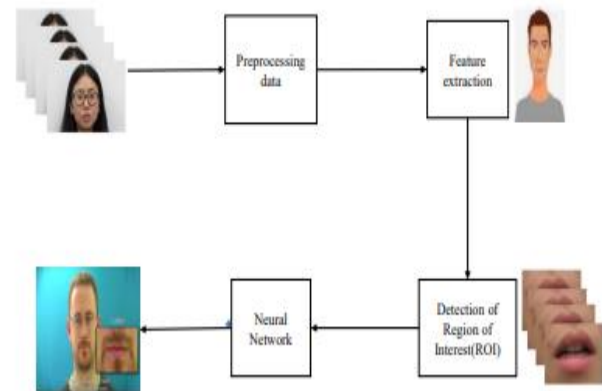 Preprocessing
data
Feature
extraction
Neural
Network
Detection of
Region of
Interest(ROI)